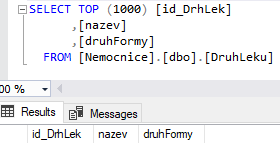 SELECT TOP (1000) [id_DrhLek]
,[nazev]
,[druhFormy]
FROM [Nemocnice].[dbo].[DruhLeku]
00 %
Results Messages
id_DrhLek nazev druhFormy